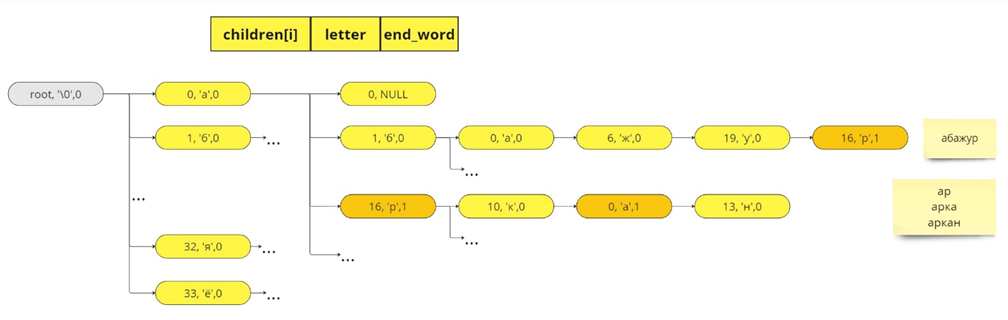 children[i] letter end_word
root, '\0',0 0, 'а',0 0, NULL
1, 'б',0 ... 1, 'б',0 0, 'а',0 6, 'ж',0 19, 'у',0 16, 'р',1 абажур
...
... 16, 'р',1 10, 'к',0 0, 'а',1 13, 'н',0 ар
арка
аркан
...
32, 'я',0 ... ...
33, 'ё',0 ...